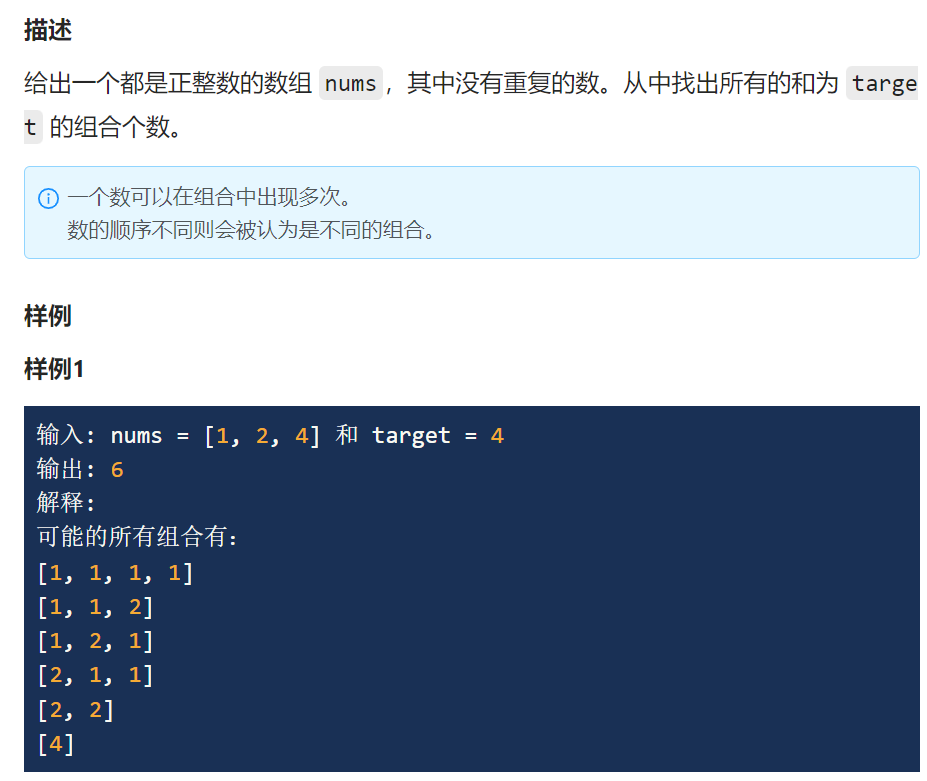 描述
给出一个都是正整数的数组 nums，其中没有重复的数。从中找出所有的和为 targe
t 的组合个数。
一个数可以在组合中出现多次。
数的顺序不同则会被认为是不同的组合。
样例
样例1
输入: nums = [1, 2, 4] 和 target = 4
输出: 6
解释:
可能的所有组合有:
[1, 1, 1, 1]
[1, 1, 2]
[1, 2, 1]
[2, 1, 1]
[2, 2]
[4]